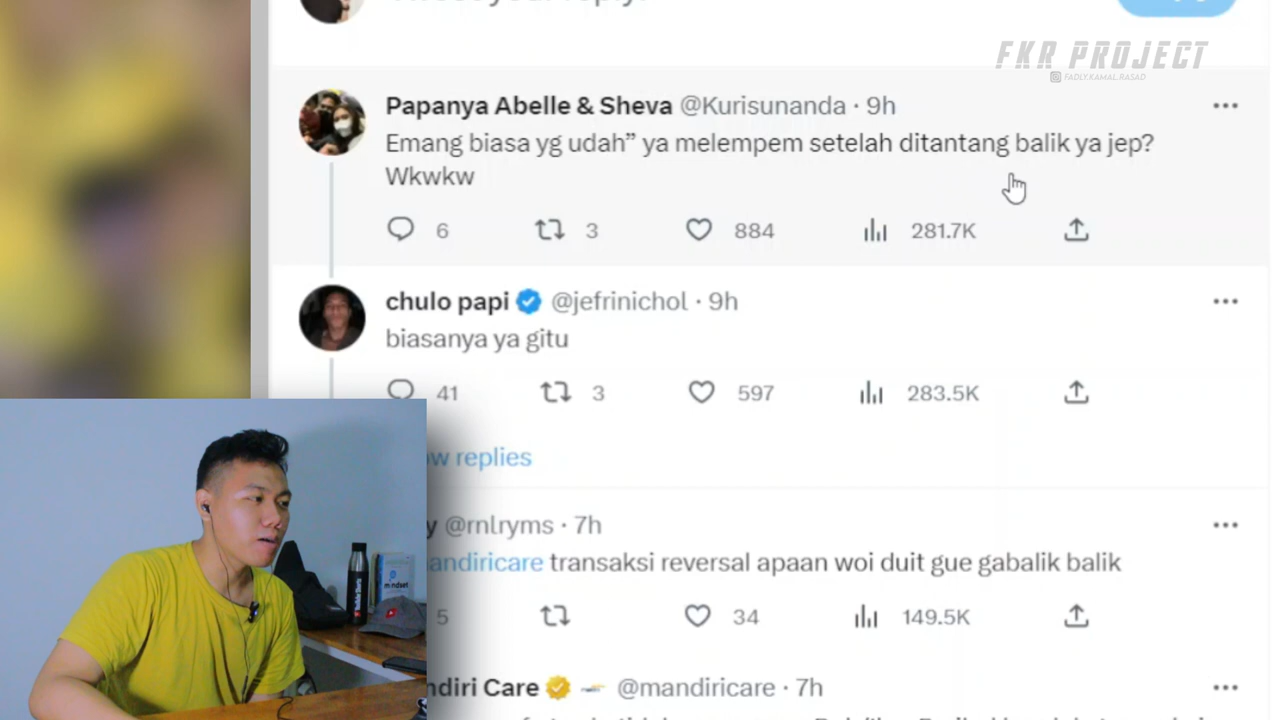 FKR PROJECT
FADLY.KAMAL.RASAD
Papanya Abelle & Sheva @Kurisunanda · 9h
Emang biasa yg udah” ya melempem setelah ditantang balik ya jep?
Wkwkw
6 3 884 281.7K
chulo papi @jefrinichol · 9h
biasanya ya gitu
41 3 597 283.5K
replies
@rnlryms · 7h
transaksi reversal apaan woi duit gue gabalik balik
5 34 149.5K
Care @mandiricare · 7h
mindset